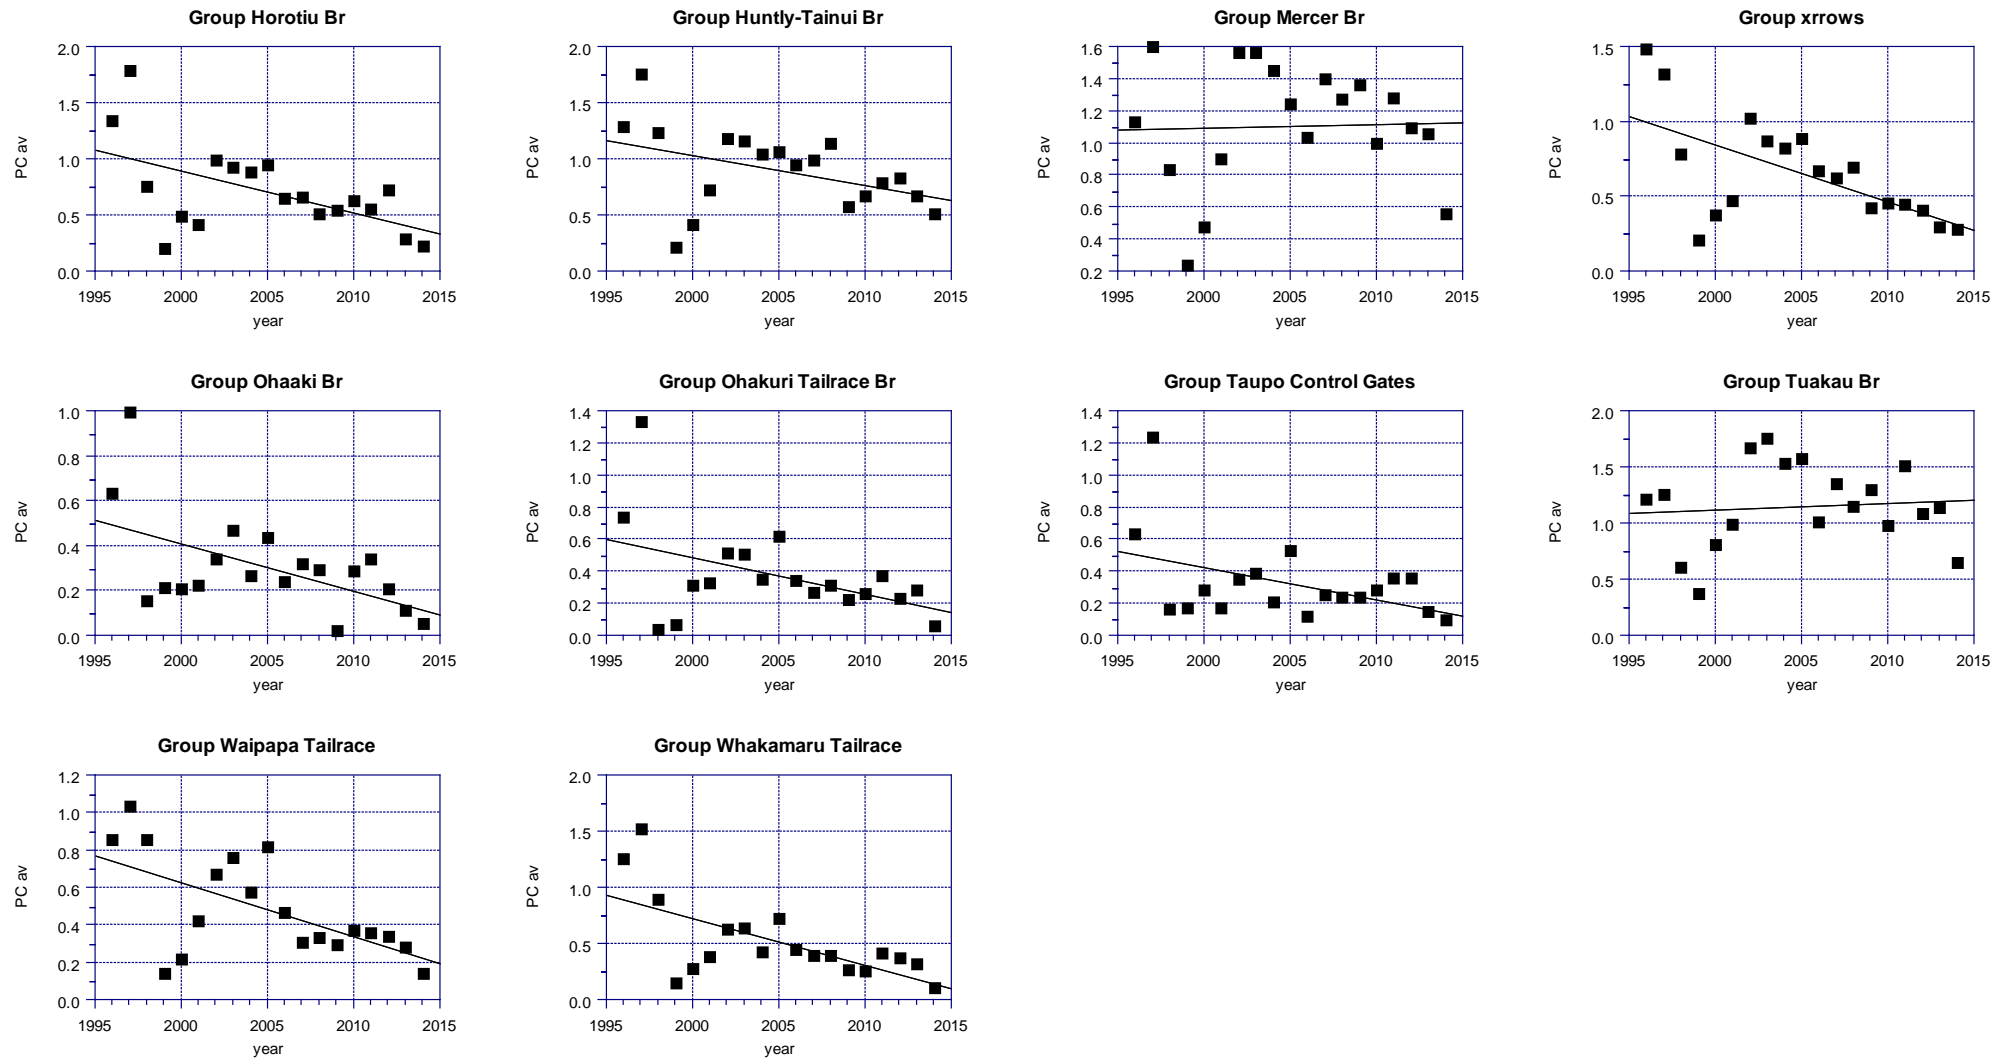 Group Horotiu Br
Group Huntly-Tainui Br
Group Mercer Br
Group xrrows
2.0
1.5
1.0
0.5
0.0
PC av
1995 2000 2005 2010 2015
year
2.0
1.5
1.0
0.5
0.0
PC av
1995 2000 2005 2010 2015
year
1.6
1.4
1.2
1.0
0.8
0.6
0.4
0.2
PC av
1995 2000 2005 2010 2015
year
1.5
1.0
0.5
0.0
PC av
1995 2000 2005 2010 2015
year
Group Ohaaki Br
Group Ohakuri Tailrace Br
Group Taupo Control Gates
Group Tuakau Br
1.0
0.8
0.6
0.4
0.2
0.0
PC av
1995 2000 2005 2010 2015
year
1.4
1.2
1.0
0.8
0.6
0.4
0.2
0.0
PC av
1995 2000 2005 2010 2015
year
1.4
1.2
1.0
0.8
0.6
0.4
0.2
0.0
PC av
1995 2000 2005 2010 2015
year
2.0
1.5
1.0
0.5
0.0
PC av
1995 2000 2005 2010 2015
year
Group Waipapa Tailrace
Group Whakamaru Tailrace
1.2
1.0
0.8
0.6
0.4
0.2
0.0
PC av
1995 2000 2005 2010 2015
year
2.0
1.5
1.0
0.5
0.0
PC av
1995 2000 2005 2010 2015
year